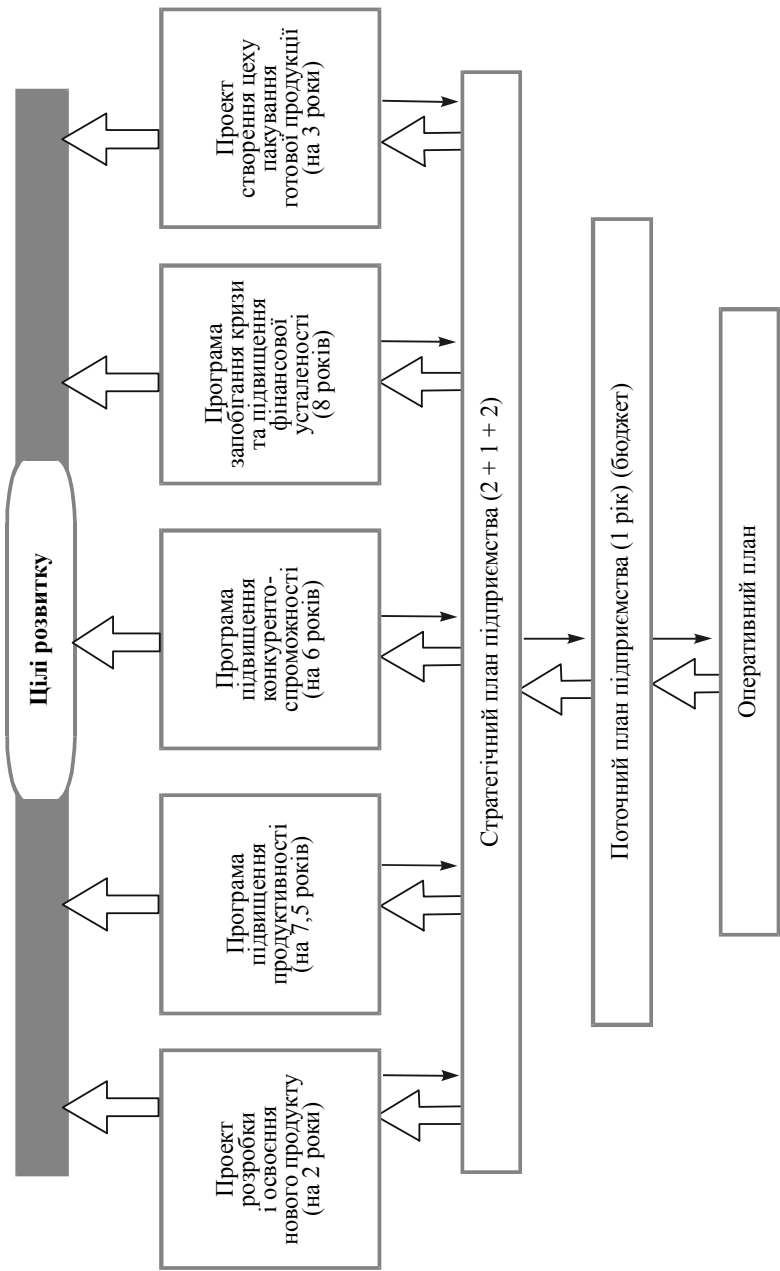 Цілі розвитку
Проект
розробки
і освоєння
нового продукту
(на 2 роки)
Програма
підвищення
продуктивності
(на 7,5 років)
Програма
підвищення
конкуренто-
спроможності
(на 6 років)
Програма
запобігання кризи
та підвищення
фінансової
усталеності
(8 років)
Проект
створення цеху
пакування
готової продукції
(на 3 роки)
Стратегічний план підприємства (2 + 1 + 2)
Поточний план підприємства (1 рік) (бюджет)
Оперативний план